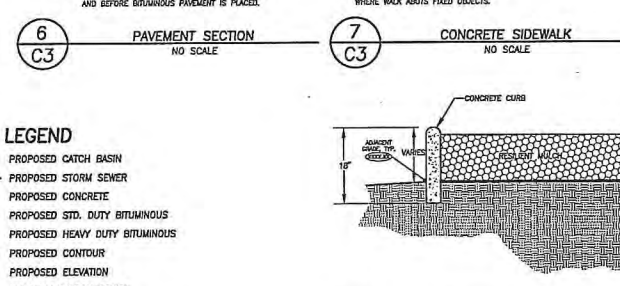 AND BEFORE BITUMINOUS PAVEMENT IS PLACED.
WHERE WALK ABUTS FIXED OBJECTS.
6
C3
PAVEMENT SECTION
NO SCALE
7
C3
CONCRETE SIDEWALK
NO SCALE
LEGEND
PROPOSED CATCH BASIN
PROPOSED STORM SEWER
PROPOSED CONCRETE
PROPOSED STD. DUTY BITUMINOUS
PROPOSED HEAVY DUTY BITUMINOUS
PROPOSED CONTOUR
PROPOSED ELEVATION
CONCRETE CURB
ADJACENT
GRADE, TYP.
VARIES
18"
RESILIENT MULCH